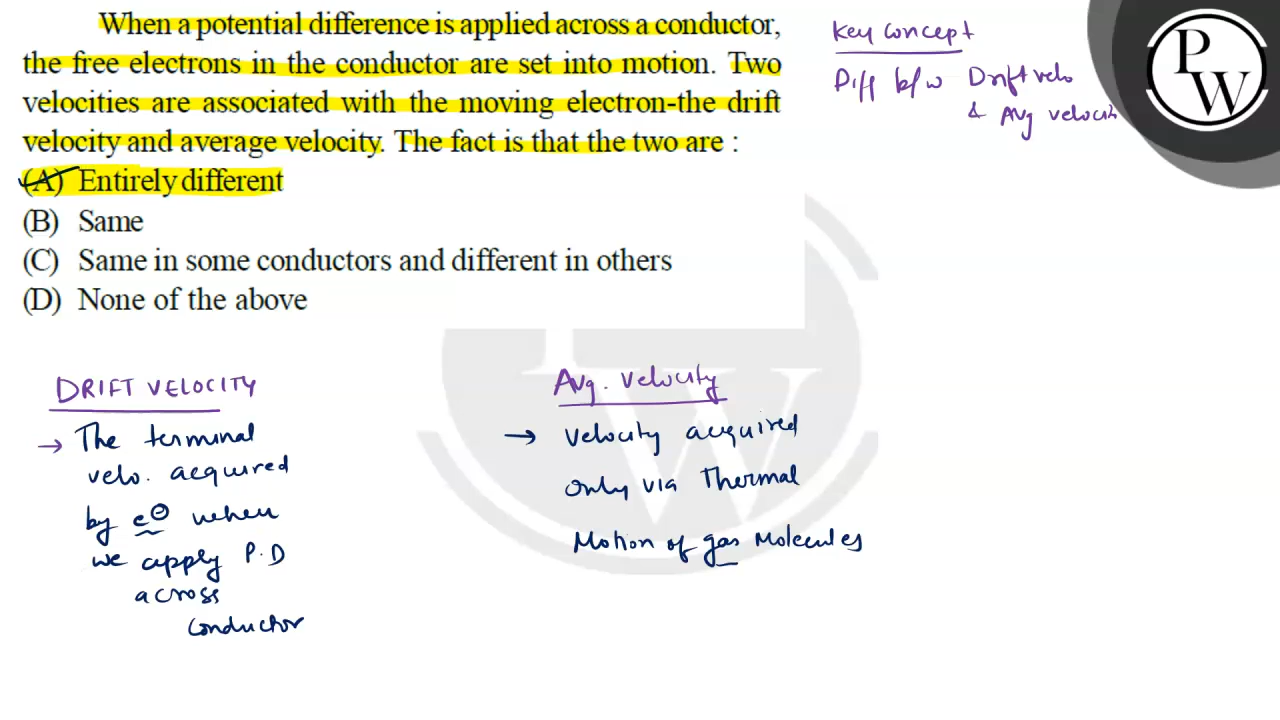 When a potential difference is applied across a conductor,
the free electrons in the conductor are set into motion. Two
velocities are associated with the moving electron-the drift
velocity and average velocity. The fact is that the two are :
(A) Entirely different
(B) Same
(C) Same in some conductors and different in others
(D) None of the above
Key concept
Diff b/w Drift velo
& Avg velocity
P
W
DRIFT VELOCITY
→ The terminal
velo. acquired
by e⊖ when
we apply P.D
across
conductor
Avg. velocity
→ velocity acquired
only via Thermal
Motion of gas Molecules